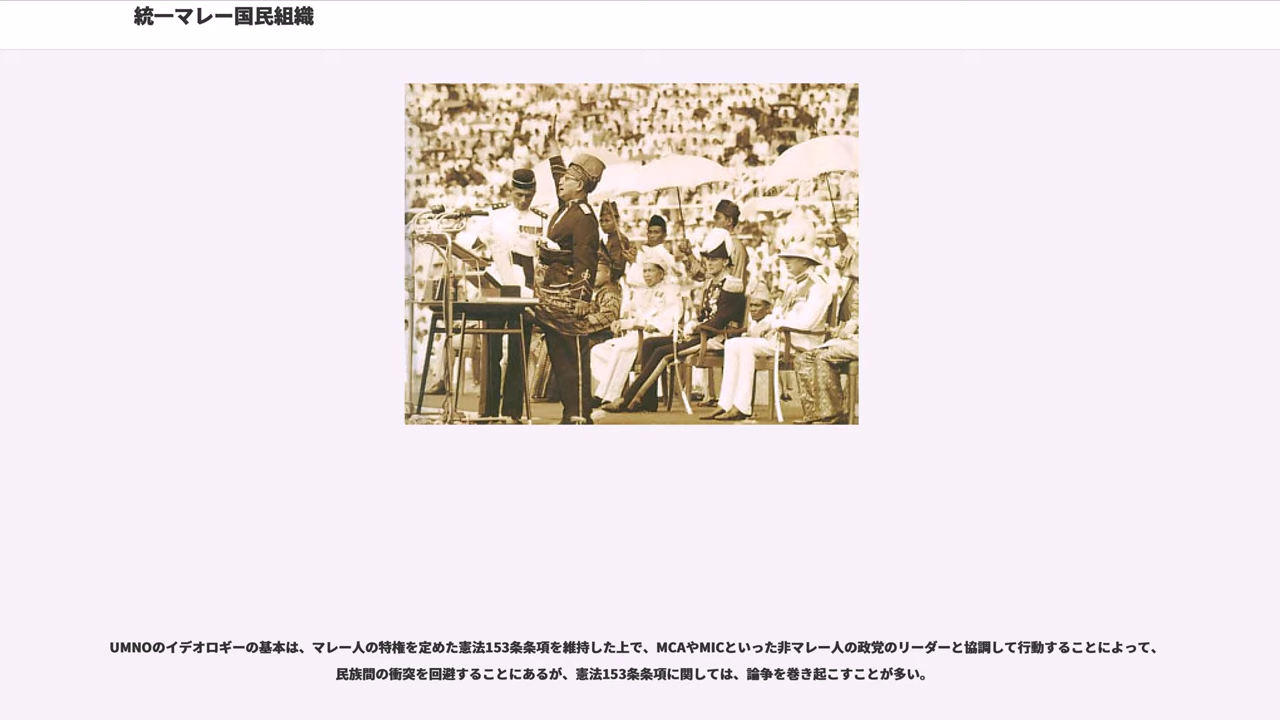 統一マレー国民組織
UMNOのイデオロギーの基本は、マレー人の特権を定めた憲法153条条項を維持した上で、MCAやMICといった非マレー人の政党のリーダーと協調して行動することによって、
民族間の衝突を回避することにあるが、憲法153条条項に関しては、論争を巻き起こすことが多い。